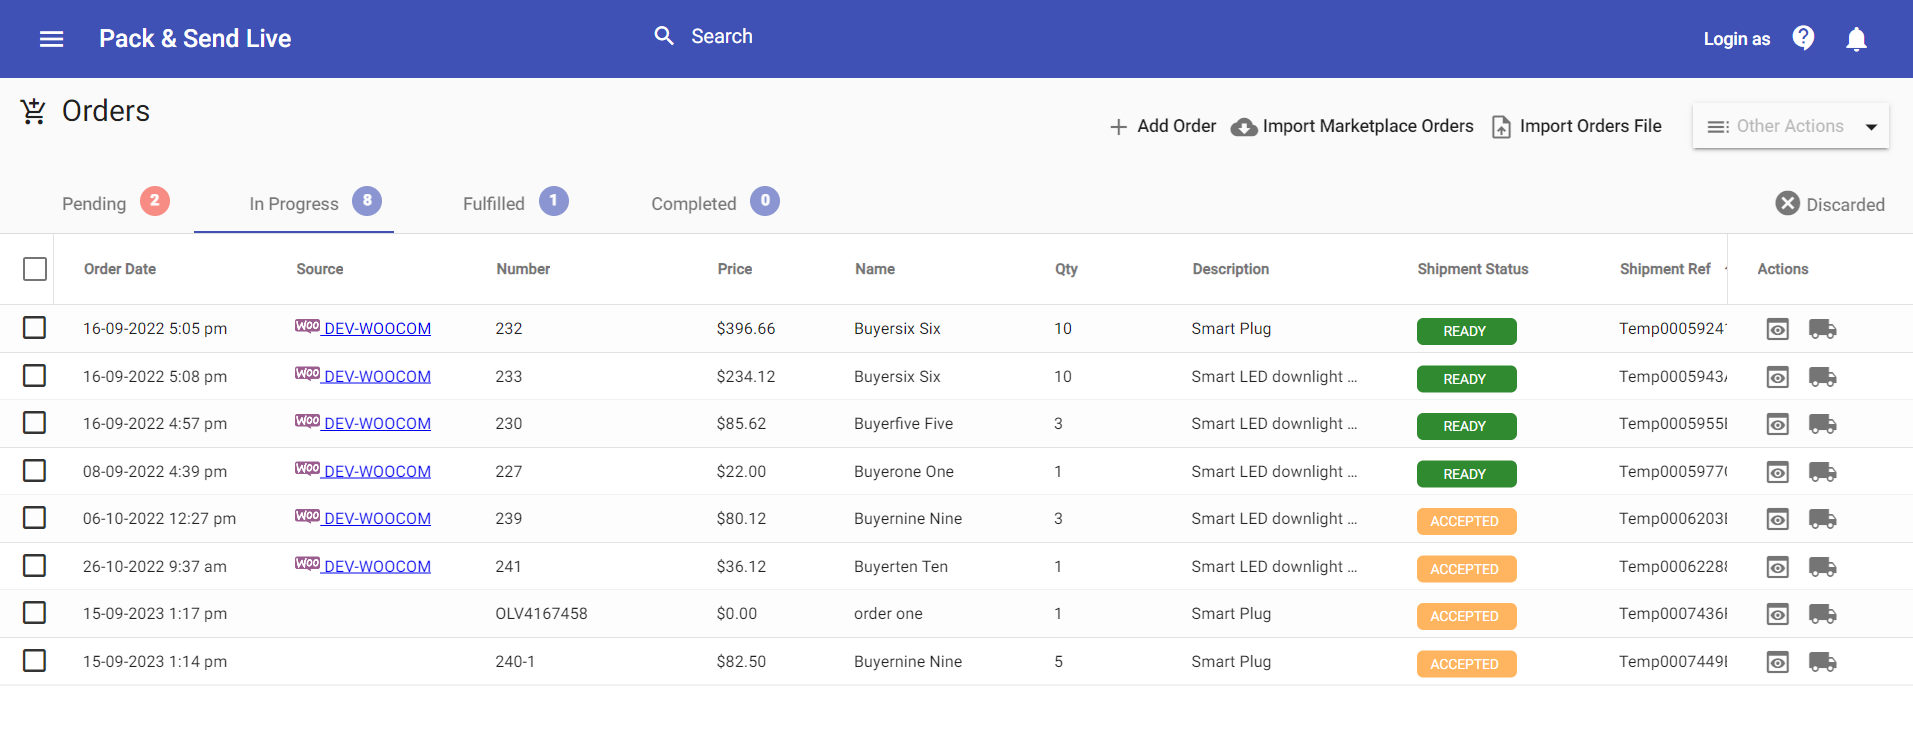 Pack & Send Live Search Login as
Orders
Add Order Import Marketplace Orders Import Orders File Other Actions
Pending 2 In Progress 8 Fulfilled 1 Completed 0 Discarded
Order Date Source Number Price Name Qty Description Shipment Status Shipment Ref Actions
16-09-2022 5:05 pm Woo DEV-WOOCOM 232 $396.66 Buyersix Six 10 Smart Plug READY Temp0005924
16-09-2022 5:08 pm Woo DEV-WOOCOM 233 $234.12 Buyersix Six 10 Smart LED downlight ... READY Temp0005943
16-09-2022 4:57 pm Woo DEV-WOOCOM 230 $85.62 Buyerfive Five 3 Smart LED downlight ... READY Temp0005955
08-09-2022 4:39 pm Woo DEV-WOOCOM 227 $22.00 Buyerone One 1 Smart LED downlight ... READY Temp0005977
06-10-2022 12:27 pm Woo DEV-WOOCOM 239 $80.12 Buyernine Nine 3 Smart LED downlight ... ACCEPTED Temp0006203
26-10-2022 9:37 am Woo DEV-WOOCOM 241 $36.12 Buyerten Ten 1 Smart LED downlight ... ACCEPTED Temp0006228
15-09-2023 1:17 pm OLV4167458 $0.00 order one 1 Smart Plug ACCEPTED Temp0007436
15-09-2023 1:14 pm 240-1 $82.50 Buyernine Nine 5 Smart Plug ACCEPTED Temp0007449